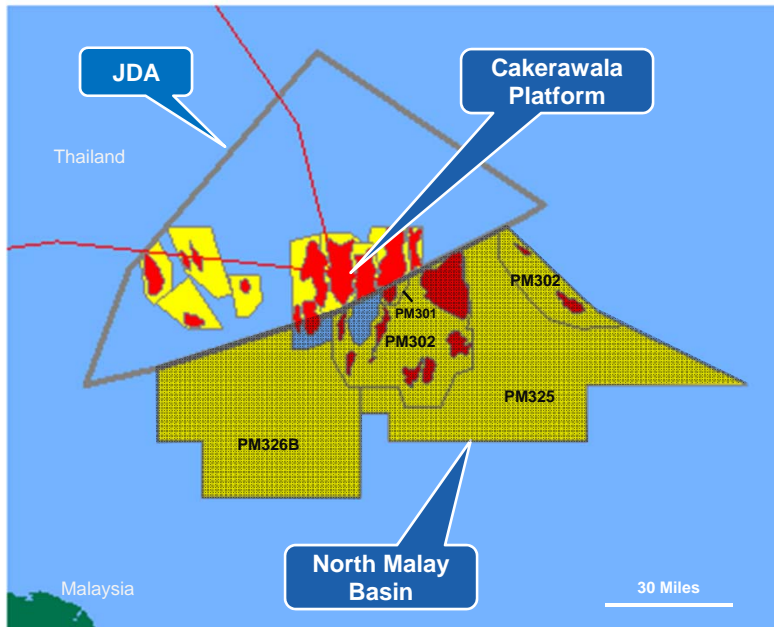 JDA
Cakerawala
Platform
Thailand
PM302
PM301
PM302
PM325
PM326B
North Malay
Basin
Malaysia
30 Miles